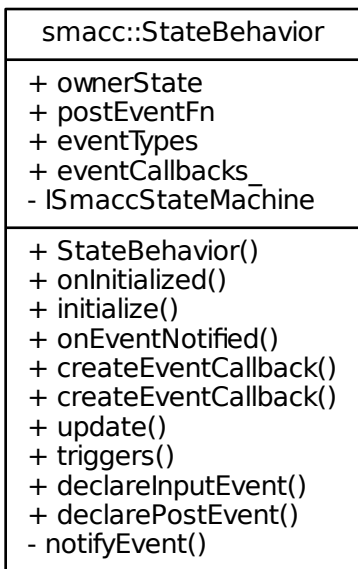 smacc::StateBehavior
+ ownerState
+ postEventFn
+ eventTypes
+ eventCallbacks_
- ISmaccStateMachine
+ StateBehavior()
+ onInitialized()
+ initialize()
+ onEventNotified()
+ createEventCallback()
+ createEventCallback()
+ update()
+ triggers()
+ declareInputEvent()
+ declarePostEvent()
- notifyEvent()